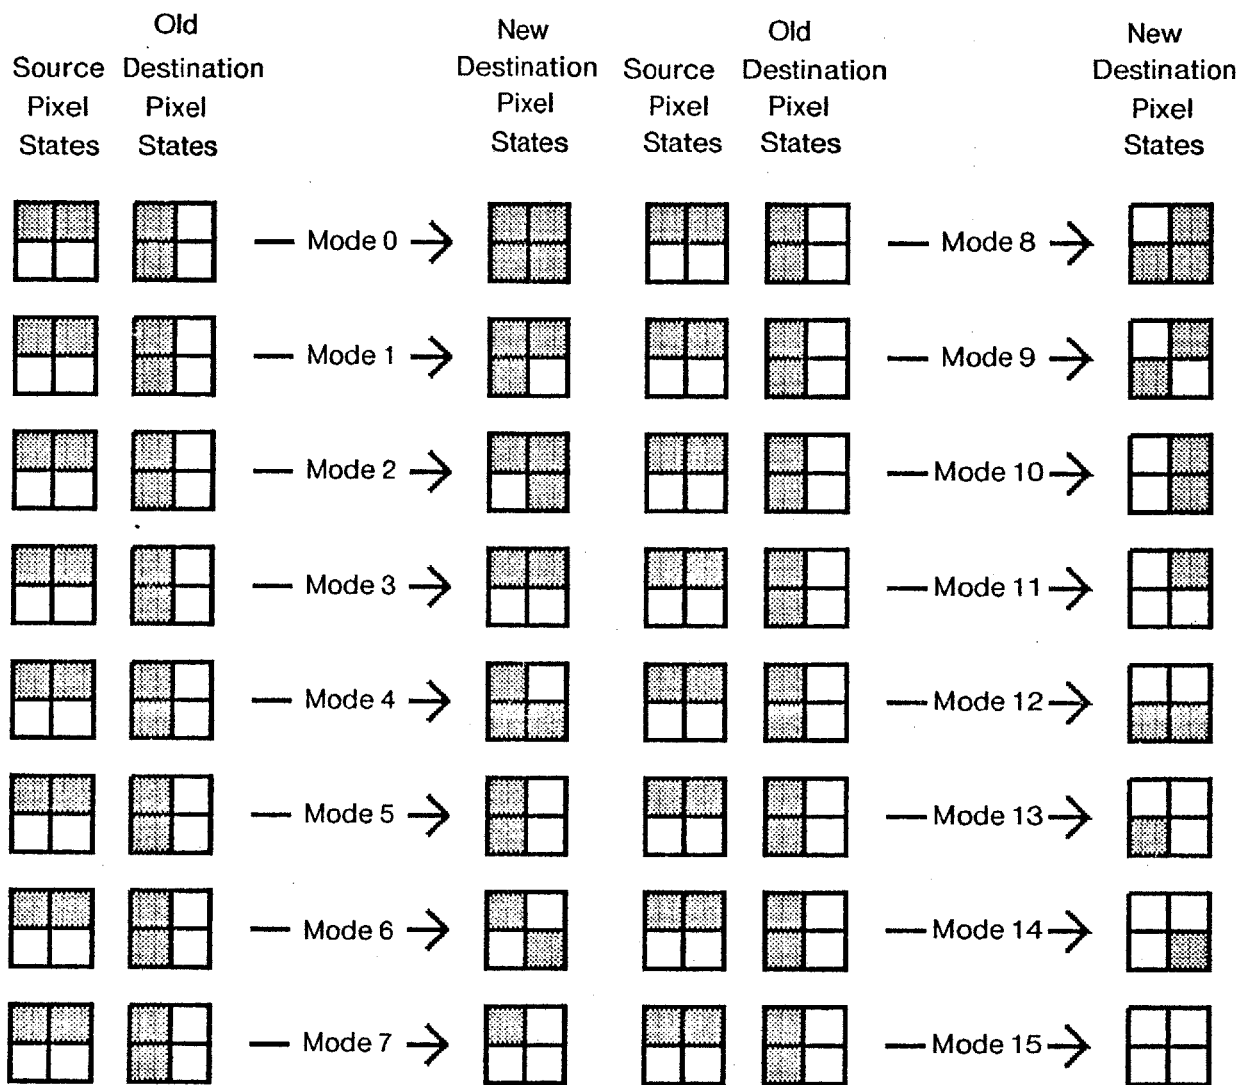 Old New Old New
Source Destination Destination Source Destination Destination
Pixel Pixel Pixel Pixel Pixel Pixel
States States States States States States
Mode 0 Mode 8
Mode 1 Mode 9
Mode 2 Mode 10
Mode 3 Mode 11
Mode 4 Mode 12
Mode 5 Mode 13
Mode 6 Mode 14
Mode 7 Mode 15